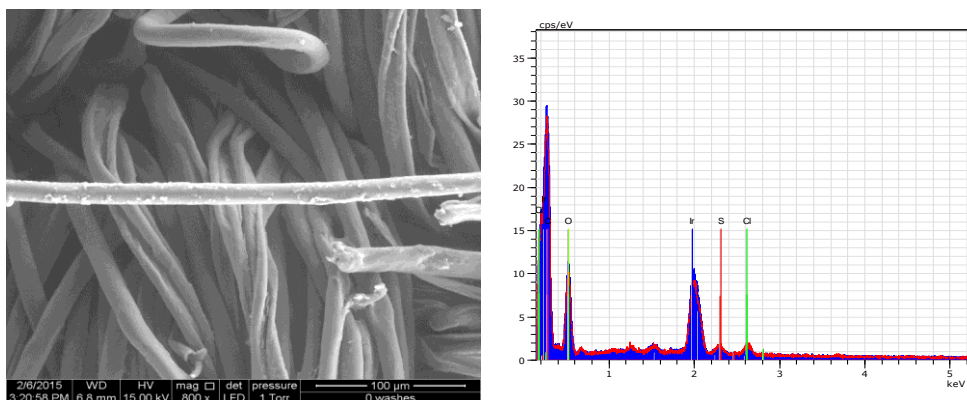 2/6/2015 WD HV mag det pressure 100 µm
3:20:58 PM 6.8 mm 15.00 kV 800 x LFD 1 Torr 0 washes
cps/eV
35
30
25
20
15
10
5
0
O Ir S Cl
1 2 3 4 5
keV